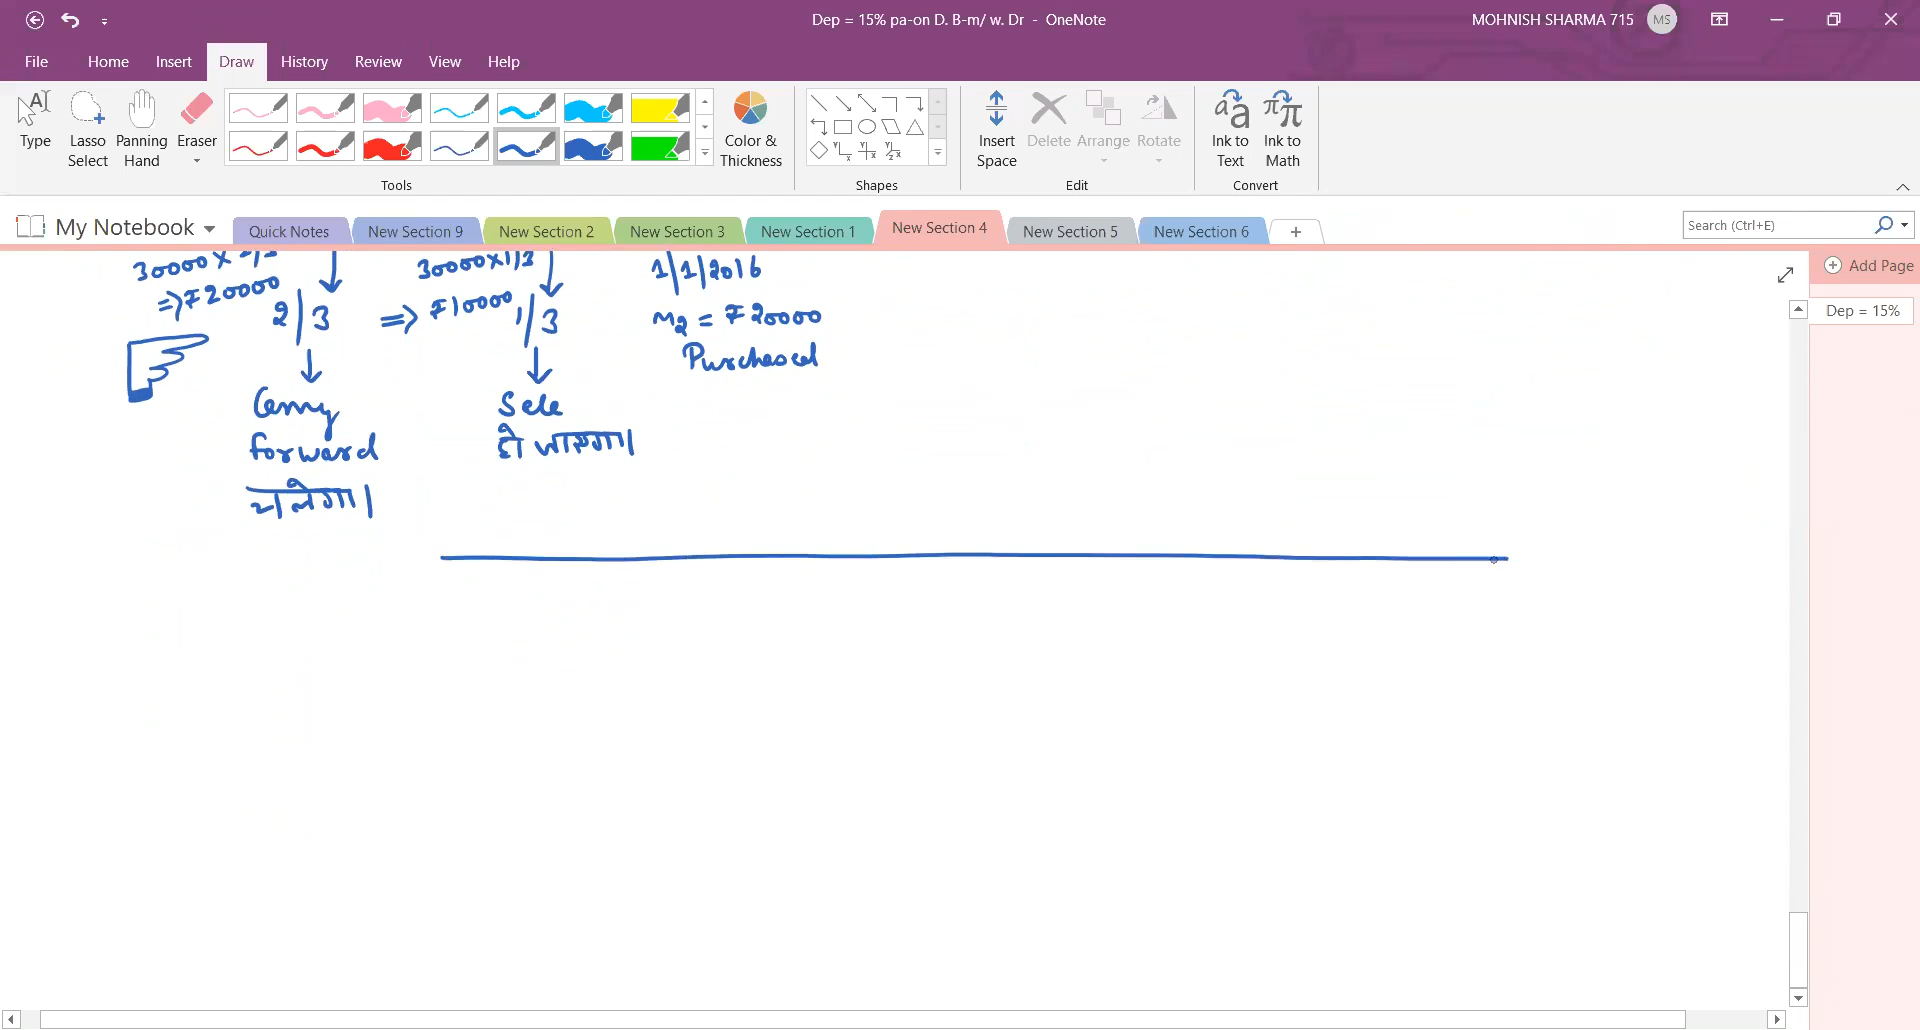 Dep = 15% pa-on D. B-m/ w. Dr - OneNote
MOHNISH SHARMA 715
MS
File
Home
Insert
Draw
History
Review
View
Help
Type
Lasso Select
Panning Hand
Eraser
Color & Thickness
Insert Space
Delete
Arrange
Rotate
Ink to Text
Ink to Math
Tools
Shapes
Edit
Convert
My Notebook
Quick Notes
New Section 9
New Section 2
New Section 3
New Section 1
New Section 4
New Section 5
New Section 6
Search (Ctrl+E)
Add Page
Dep = 15%
30000×2/3
⇒₹20000
2/3
Carry
forward
⇒
30000×1/3
₹10000
1/3
Sale
हो जाएगा।
1/1/2016
m2 = ₹20000
Purchased